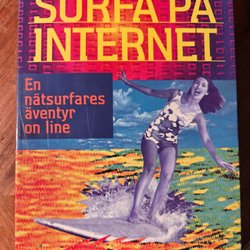 SURFA PÅ
INTERNET
En
nätsurfares
äventyr
on line